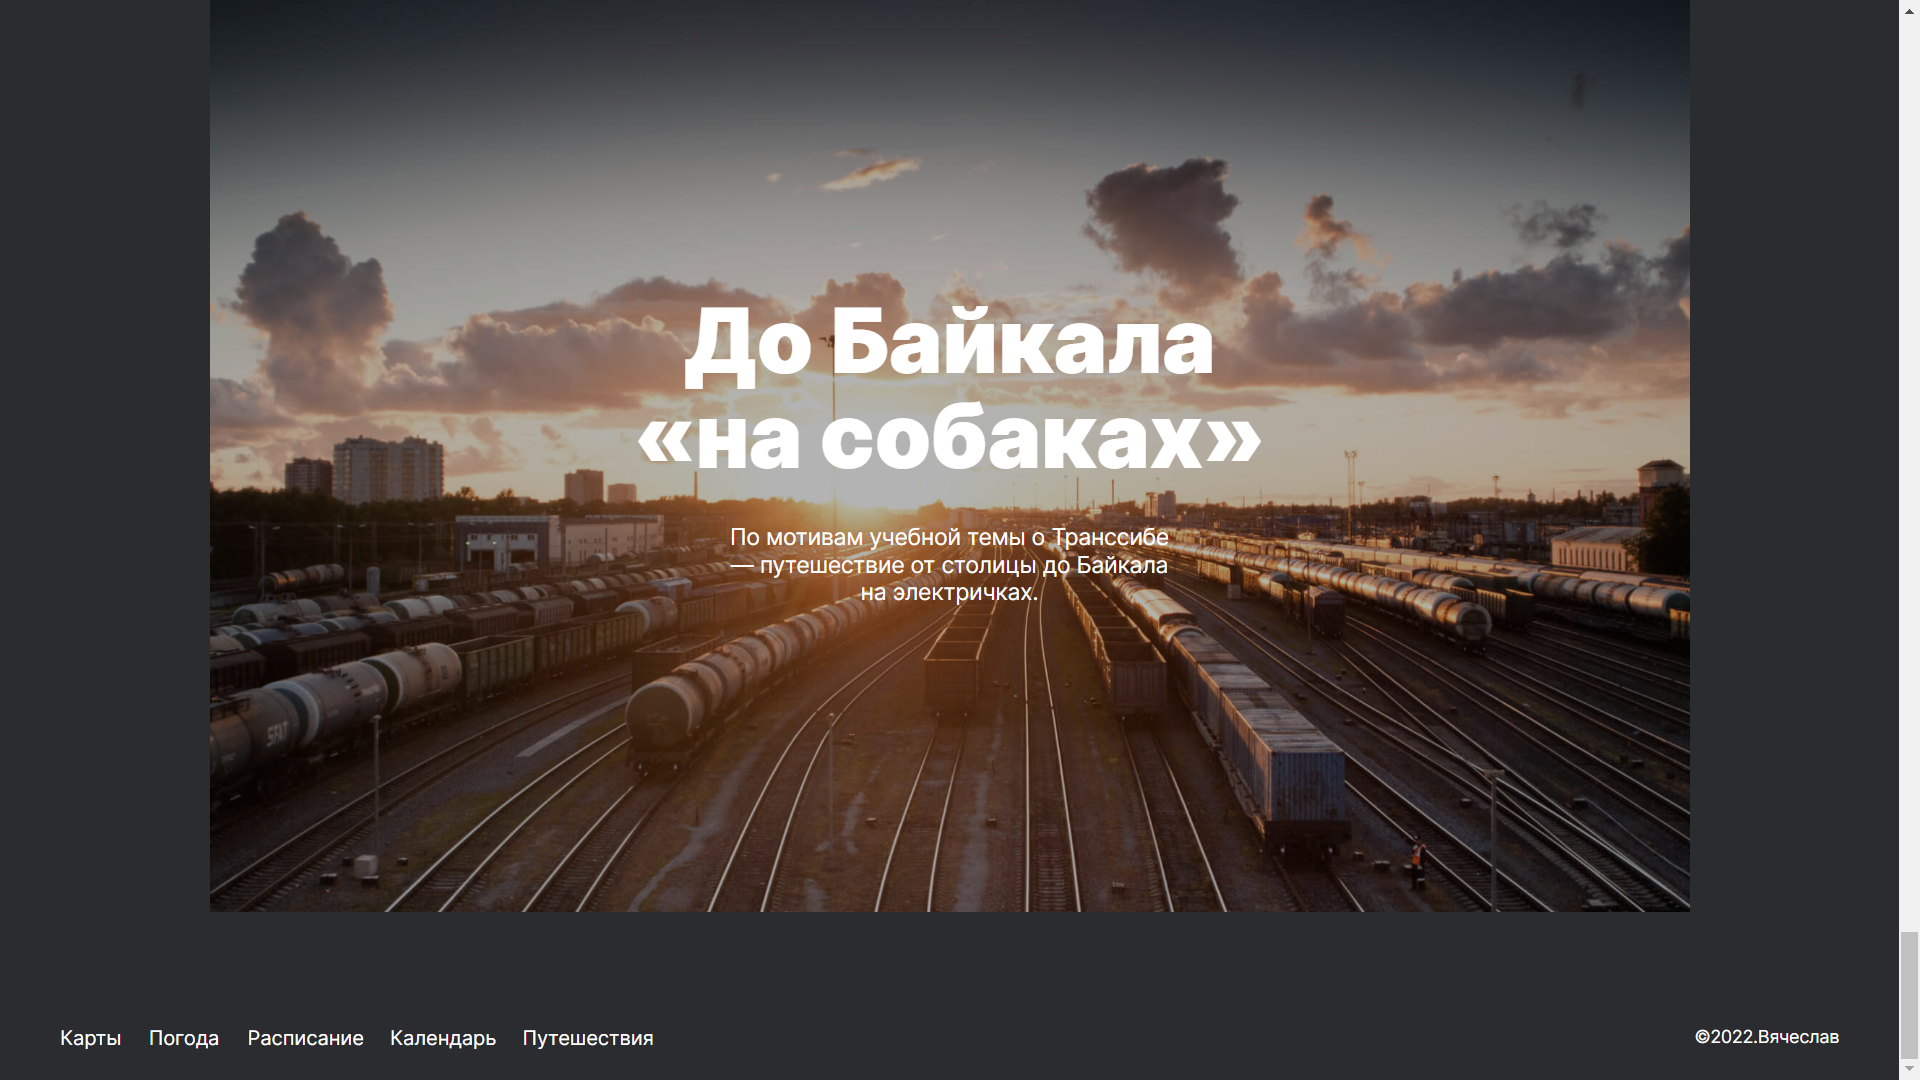 До Байкала
«на собаках»
По мотивам учебной темы о Транссибе
— путешествие от столицы до Байкала
на электричках.
SFAT
Карты Погода Расписание Календарь Путешествия ©2022.Вячеслав